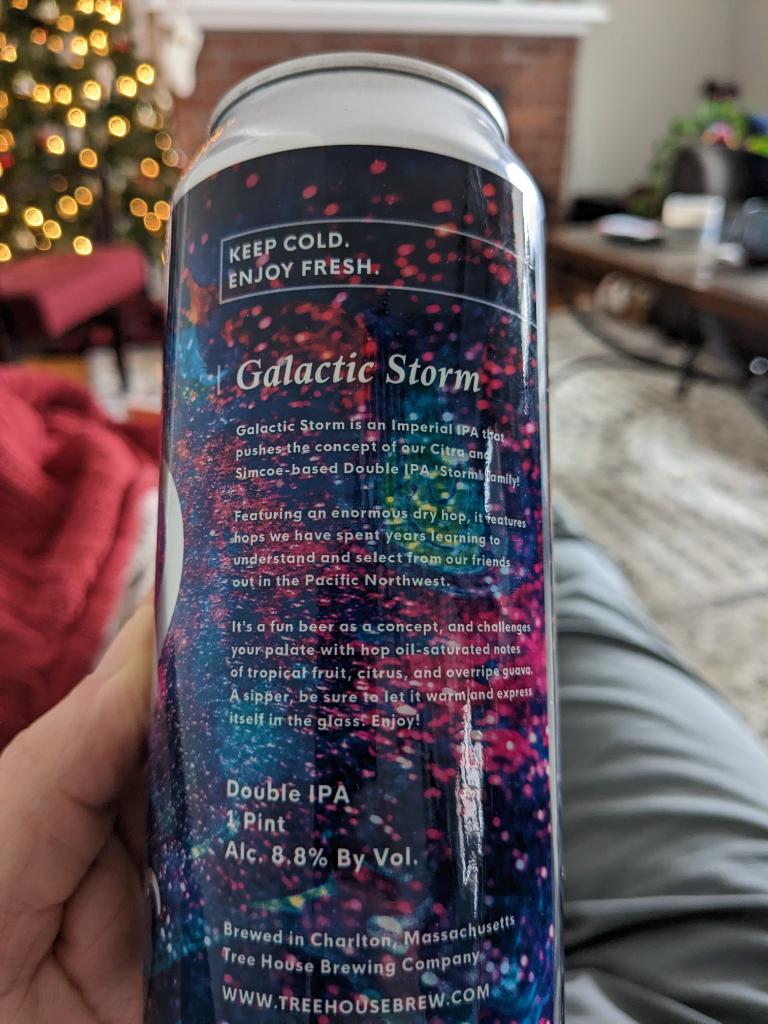 KEEP COLD.
ENJOY FRESH.
Galactic Storm
Galactic Storm is an Imperial IPA that
pushes the concept of our Citra and
Simcoe-based Double IPA 'Storm' family!
Featuring an enormous dry hop, it features
hops we have spent years learning to
understand and select from our friends
out in the Pacific Northwest.
It's a fun beer as a concept, and challenges
your palate with hop oil-saturated notes
of tropical fruit, citrus, and overripe guava.
A sipper, be sure to let it warm and express
itself in the glass. Enjoy!
Double IPA
1 Pint
Alc. 8.8% By Vol.
Brewed in Charlton, Massachusetts
Tree House Brewing Company
WWW.TREEHOUSEBREW.COM